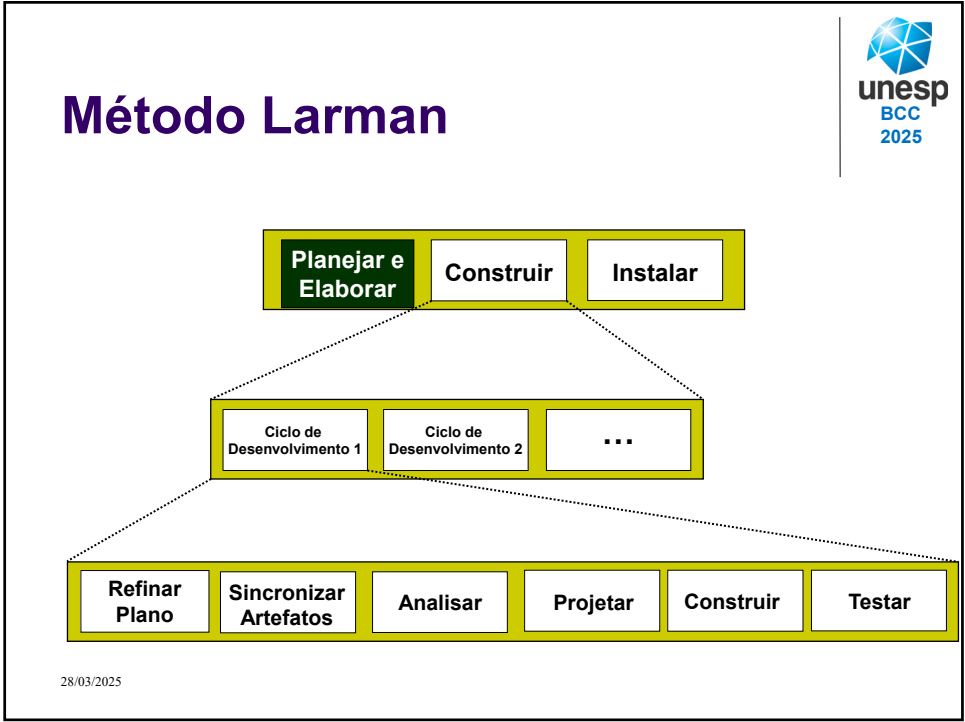 Método Larman
unesp
BCC
2025
Planejar e
Elaborar
Construir
Instalar
Ciclo de
Desenvolvimento 1
Ciclo de
Desenvolvimento 2
...
Refinar
Plano
Sincronizar
Artefatos
Analisar
Projetar
Construir
Testar
28/03/2025